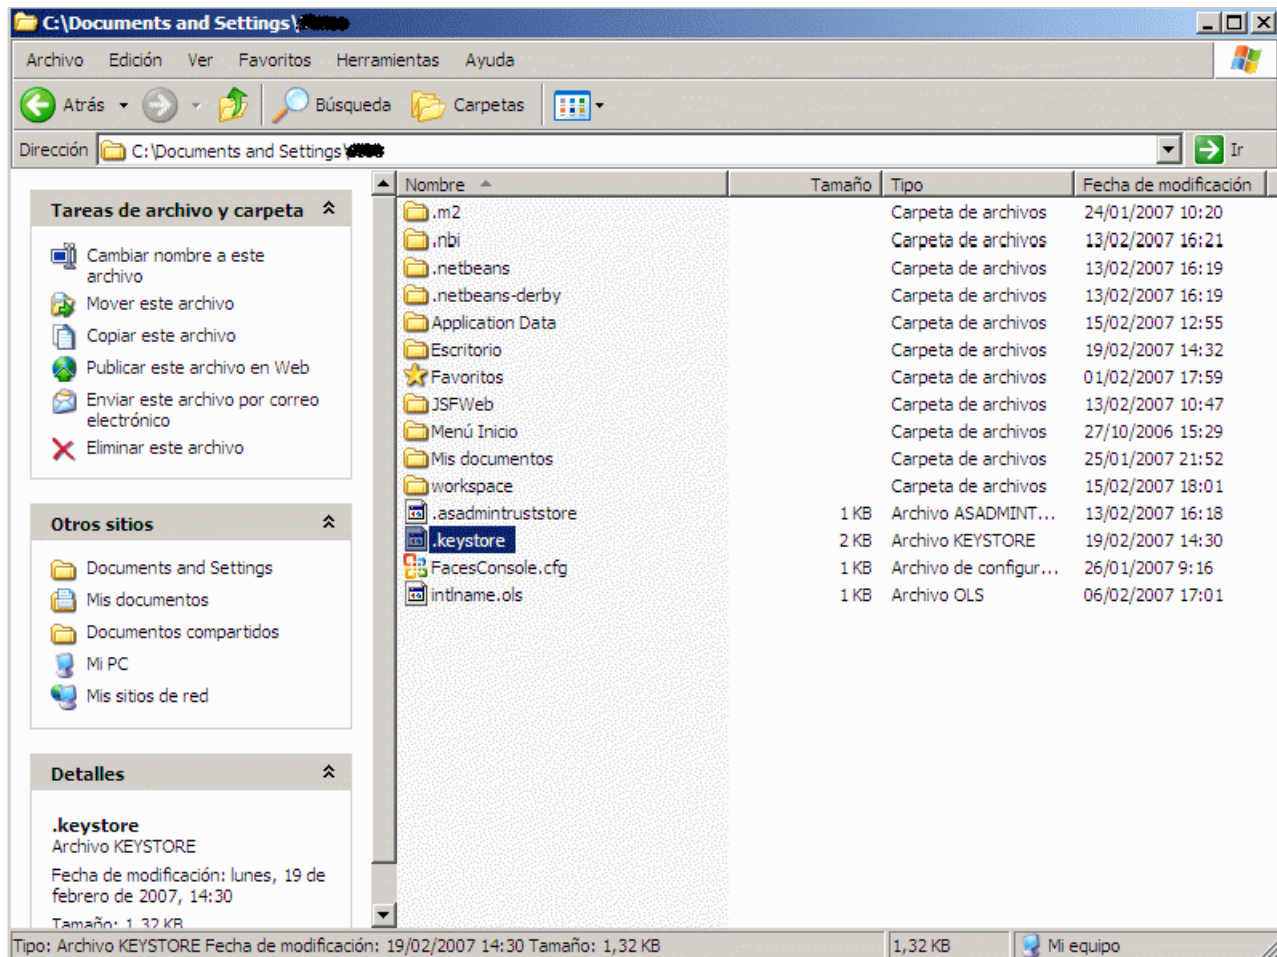 C:\Documents and Settings\
Archivo Edición Ver Favoritos Herramientas Ayuda
Atrás Búsqueda Carpetas
Dirección C:\Documents and Settings\ Ir
Tareas de archivo y carpeta
Cambiar nombre a este
archivo
Mover este archivo
Copiar este archivo
Publicar este archivo en Web
Enviar este archivo por correo
electrónico
Eliminar este archivo
Otros sitios
Documents and Settings
Mis documentos
Documentos compartidos
Mi PC
Mis sitios de red
Detalles
.keystore
Archivo KEYSTORE
Fecha de modificación: lunes, 19 de
febrero de 2007, 14:30
Tamaño: 1,32 KB
Nombre Tamaño Tipo Fecha de modificación
.m2 Carpeta de archivos 24/01/2007 10:20
.nbi Carpeta de archivos 13/02/2007 16:21
.netbeans Carpeta de archivos 13/02/2007 16:19
.netbeans-derby Carpeta de archivos 13/02/2007 16:19
Application Data Carpeta de archivos 15/02/2007 12:55
Escritorio Carpeta de archivos 19/02/2007 14:32
Favoritos Carpeta de archivos 01/02/2007 17:59
JSFWeb Carpeta de archivos 13/02/2007 10:47
Menú Inicio Carpeta de archivos 27/10/2006 15:29
Mis documentos Carpeta de archivos 25/01/2007 21:52
workspace Carpeta de archivos 15/02/2007 18:01
.asadmintruststore 1 KB Archivo ASADMINT... 13/02/2007 16:18
.keystore 2 KB Archivo KEYSTORE 19/02/2007 14:30
FacesConsole.cfg 1 KB Archivo de configur... 26/01/2007 9:16
intlname.ols 1 KB Archivo OLS 06/02/2007 17:01
Tipo: Archivo KEYSTORE Fecha de modificación: 19/02/2007 14:30 Tamaño: 1,32 KB 1,32 KB Mi equipo